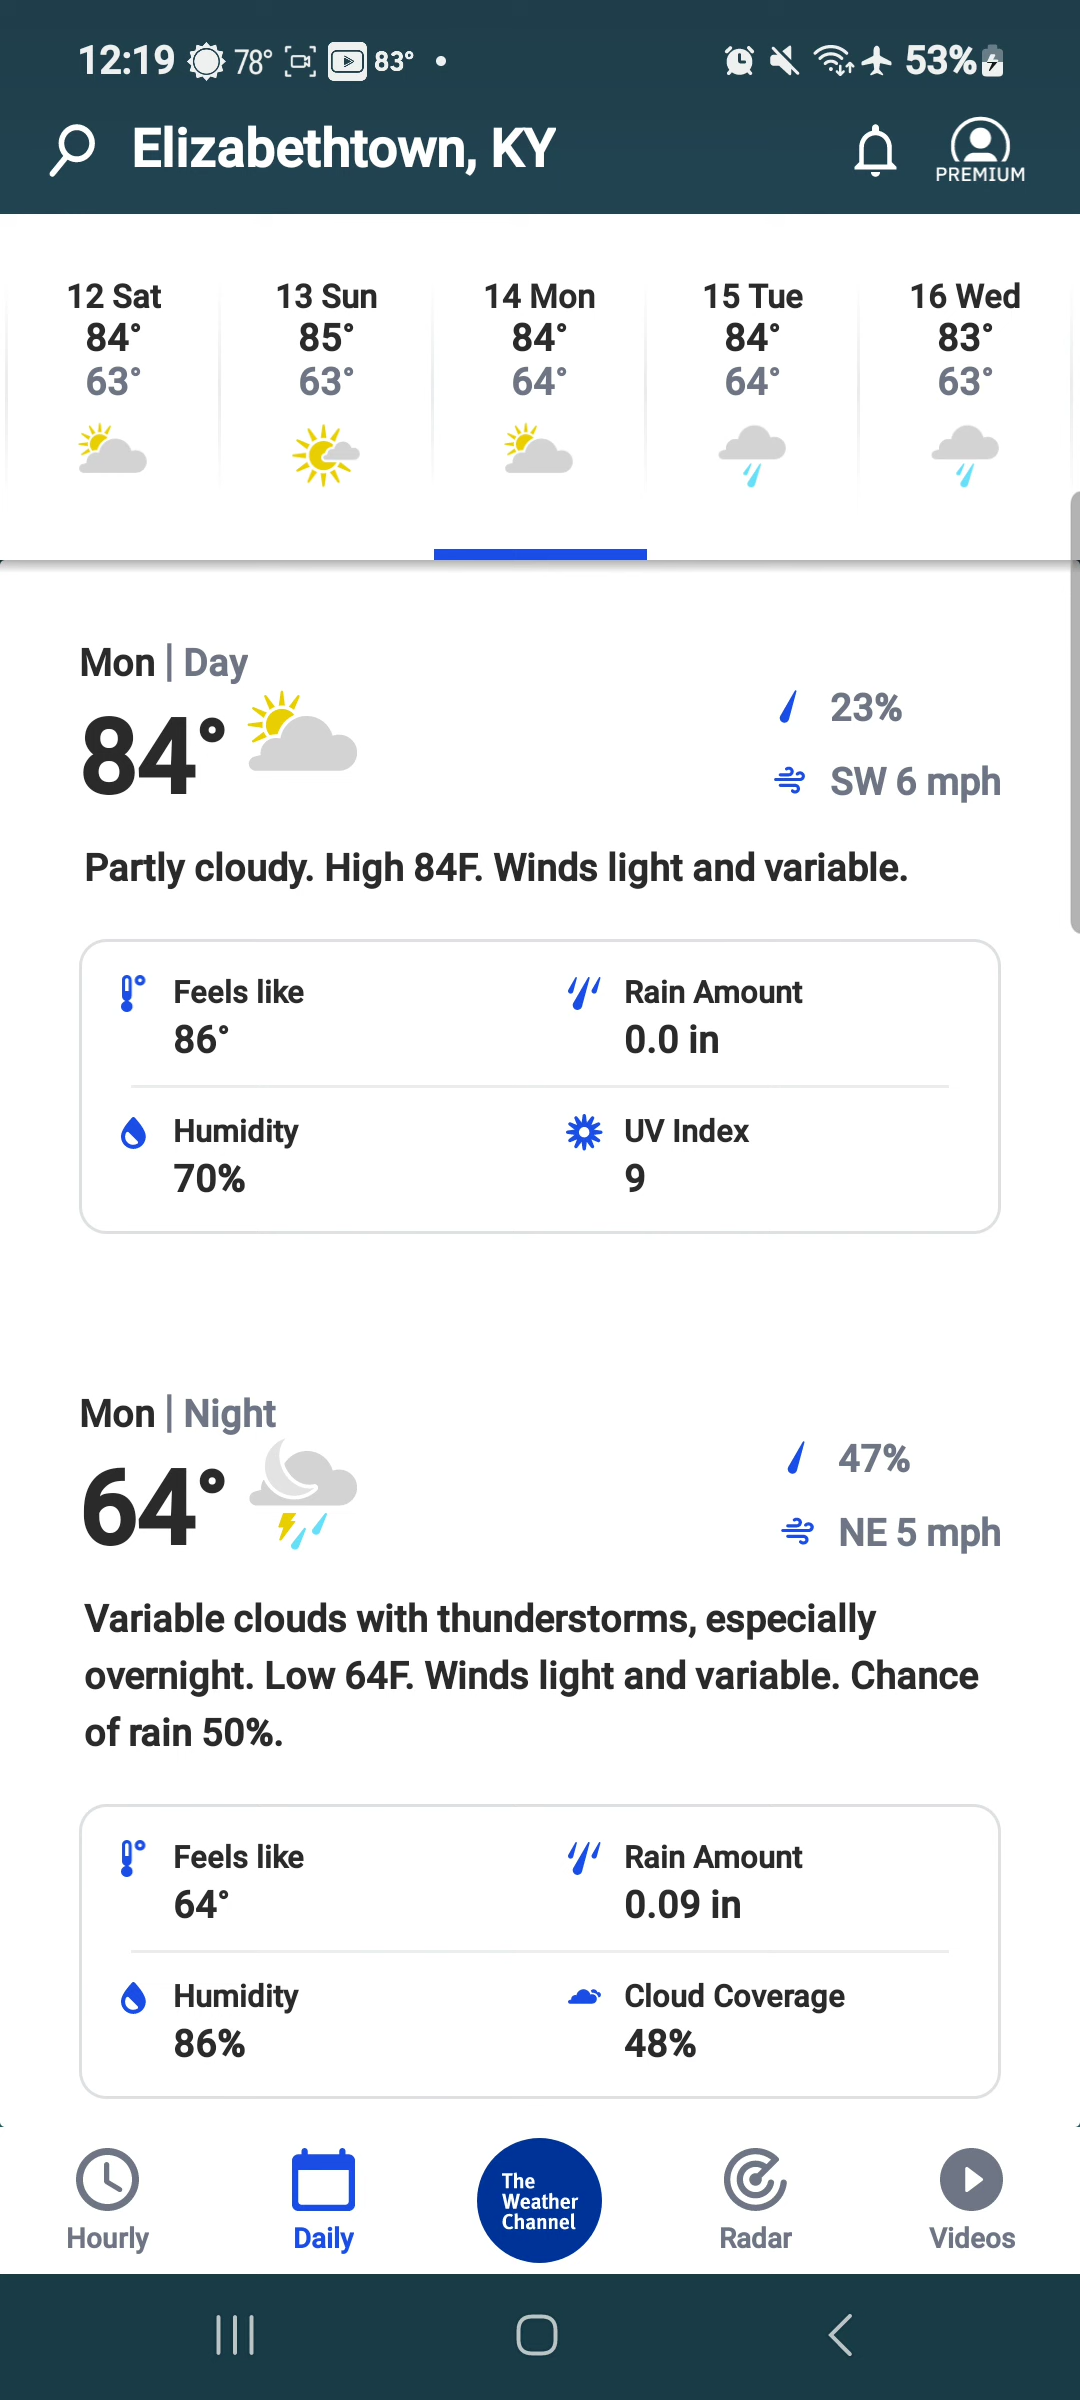 12:19 78° 83° 53%
Elizabethtown, KY
PREMIUM
12 Sat 13 Sun 14 Mon 15 Tue 16 Wed
84° 85° 84° 84° 83°
63° 63° 64° 64° 63°
Mon | Day
84°
23%
SW 6 mph
Partly cloudy. High 84F. Winds light and variable.
Feels like Rain Amount
86° 0.0 in
Humidity UV Index
70% 9
Mon | Night
64°
47%
NE 5 mph
Variable clouds with thunderstorms, especially
overnight. Low 64F. Winds light and variable. Chance
of rain 50%.
Feels like Rain Amount
64° 0.09 in
Humidity Cloud Coverage
86% 48%
The
Weather
Channel
Hourly Daily Radar Videos